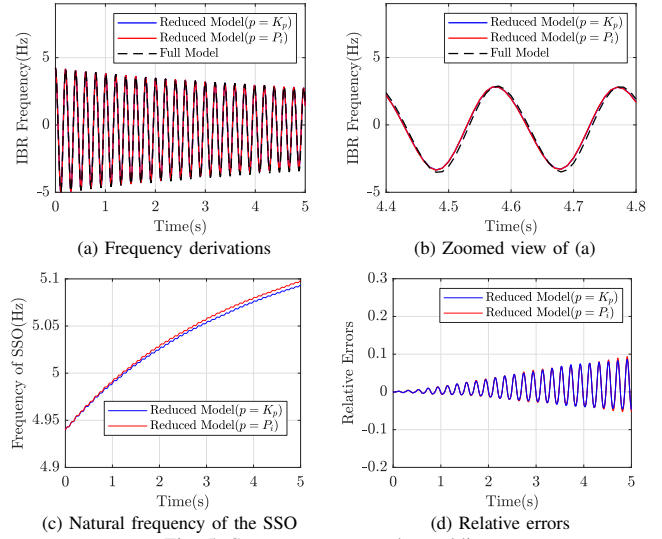 Reduced Model(p = K_p)
Reduced Model(p = P_i)
Full Model
5
0
-5
IBR Frequency(Hz)
0 1 2 3 4 5
Time(s)
(a) Frequency derivations
Reduced Model(p = K_p)
Reduced Model(p = P_i)
Full Model
5
0
-5
IBR Frequency(Hz)
4.4 4.5 4.6 4.7 4.8
Time(s)
(b) Zoomed view of (a)
5.1
5.05
5
4.95
4.9
Frequency of SSO(Hz)
Reduced Model(p = K_p)
Reduced Model(p = P_i)
0 1 2 3 4 5
Time(s)
(c) Natural frequency of the SSO
0.3
0.2
0.1
0
-0.1
-0.2
Relative Errors
Reduced Model(p = K_p)
Reduced Model(p = P_i)
0 1 2 3 4 5
Time(s)
(d) Relative errors